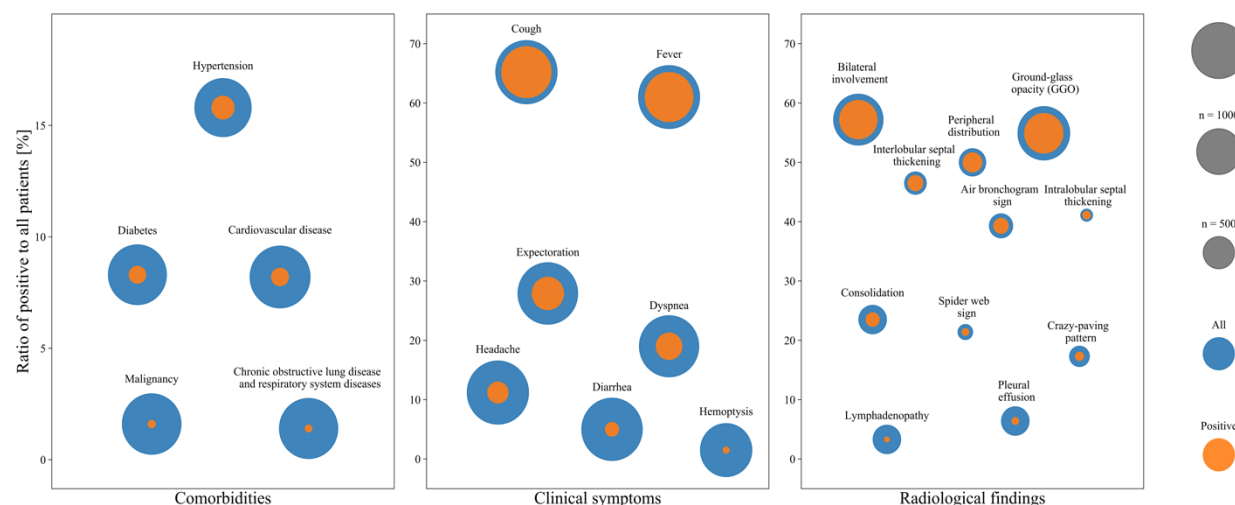 Ratio of positive to all patients [%]
15
10
5
0
Hypertension
Diabetes
Cardiovascular disease
Malignancy
Chronic obstructive lung disease
and respiratory system diseases
Comorbidities
70
60
50
40
30
20
10
0
Cough
Fever
Expectoration
Dyspnea
Headache
Diarrhea
Hemoptysis
Clinical symptoms
70
60
50
40
30
20
10
0
Bilateral
involvement
Ground-glass
opacity (GGO)
Peripheral
distribution
Interlobular septal
thickening
Air bronchogram
sign
Intralobular septal
thickening
Consolidation
Spider web
sign
Crazy-paving
pattern
Pleural
effusion
Lymphadenopathy
Radiological findings
n = 1000
n = 500
All
Positive